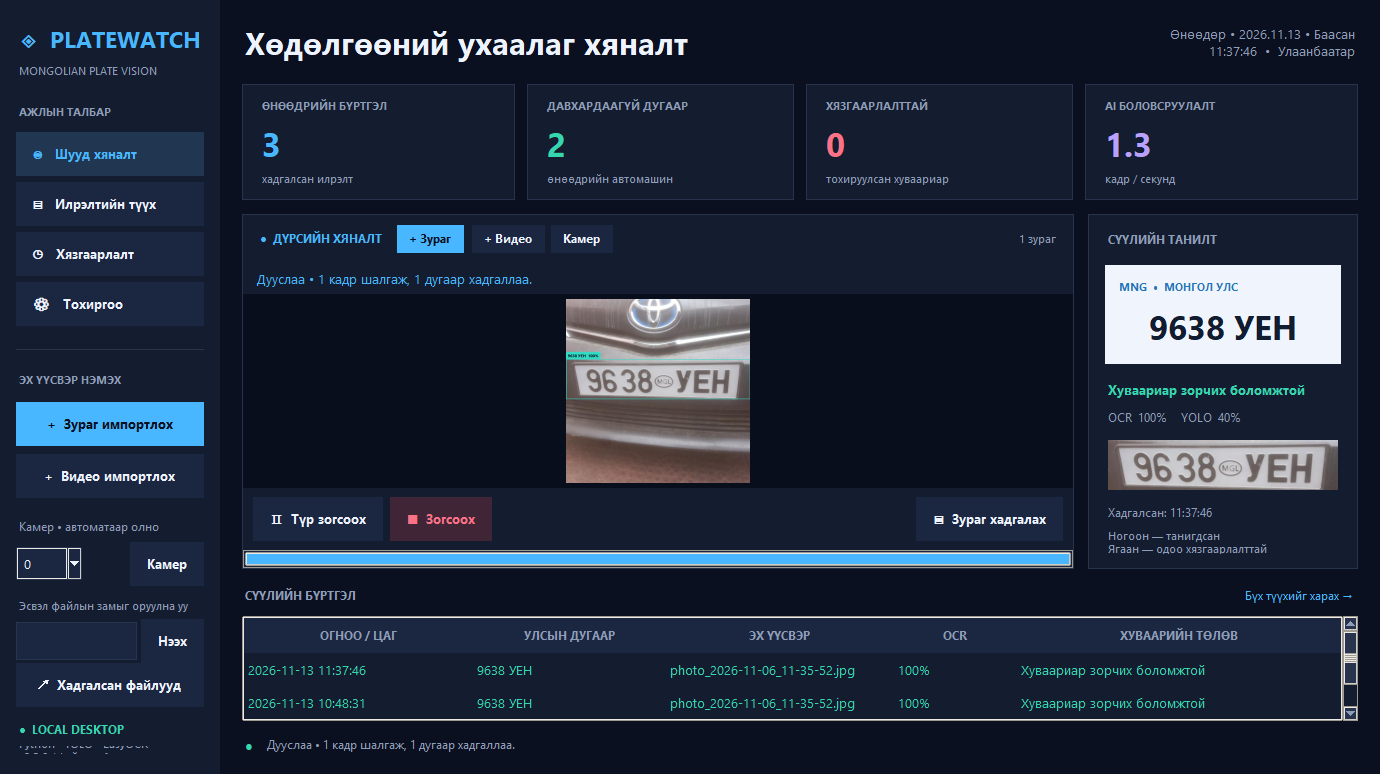 PLATEWATCH
MONGOLIAN PLATE VISION
АЖЛЫН ТАЛБАР
Шууд хяналт
Илрэлтийн түүх
Хязгаарлалт
Тохиргоо
ЭХ ҮҮСВЭР НЭМЭХ
+ Зураг импортлох
+ Видео импортлох
Камер • автоматаар олно
0
Камер
Эсвэл файлын замыг оруулна уу
Нээх
Хадгалсан файлууд
• LOCAL DESKTOP
Хөдөлгөөний ухаалаг хяналт
Өнөөдөр • 2026.11.13 • Баасан
11:37:46 • Улаанбаатар
ӨНӨӨДРИЙН БҮРТГЭЛ
3
хадгалсан илрэлт
ДАВХАРДААГҮЙ ДУГААР
2
өнөөдрийн автомашин
ХЯЗГААРЛАЛТТАЙ
0
тохируулсан хуваариар
AI БОЛОВСРУУЛАЛТ
1.3
кадр / секунд
• ДҮРСИЙН ХЯНАЛТ
+ Зураг
+ Видео
Камер
1 зураг
Дууслаа • 1 кадр шалгаж, 1 дугаар хадгаллаа.
9638 УЕН 100%
9638 MGL УЕН
Түр зогсоох
Зогсоох
Зураг хадгалах
СҮҮЛИЙН ТАНИЛТ
MNG • МОНГОЛ УЛС
9638 УЕН
Хуваариар зорчих боломжтой
OCR 100% YOLO 40%
9638 MGL УЕН
Хадгалсан: 11:37:46
Ногоон — танигдсан
Ягаан — одоо хязгаарлалттай
СҮҮЛИЙН БҮРТГЭЛ
Бүх түүхийг харах →
ОГНОО / ЦАГ УЛСЫН ДУГААР ЭХ ҮҮСВЭР OCR ХУВААРИЙН ТӨЛӨВ
2026-11-13 11:37:46 9638 УЕН photo_2026-11-06_11-35-52.jpg 100% Хуваариар зорчих боломжтой
2026-11-13 10:48:31 9638 УЕН photo_2026-11-06_11-35-52.jpg 100% Хуваариар зорчих боломжтой
• Дууслаа • 1 кадр шалгаж, 1 дугаар хадгаллаа.